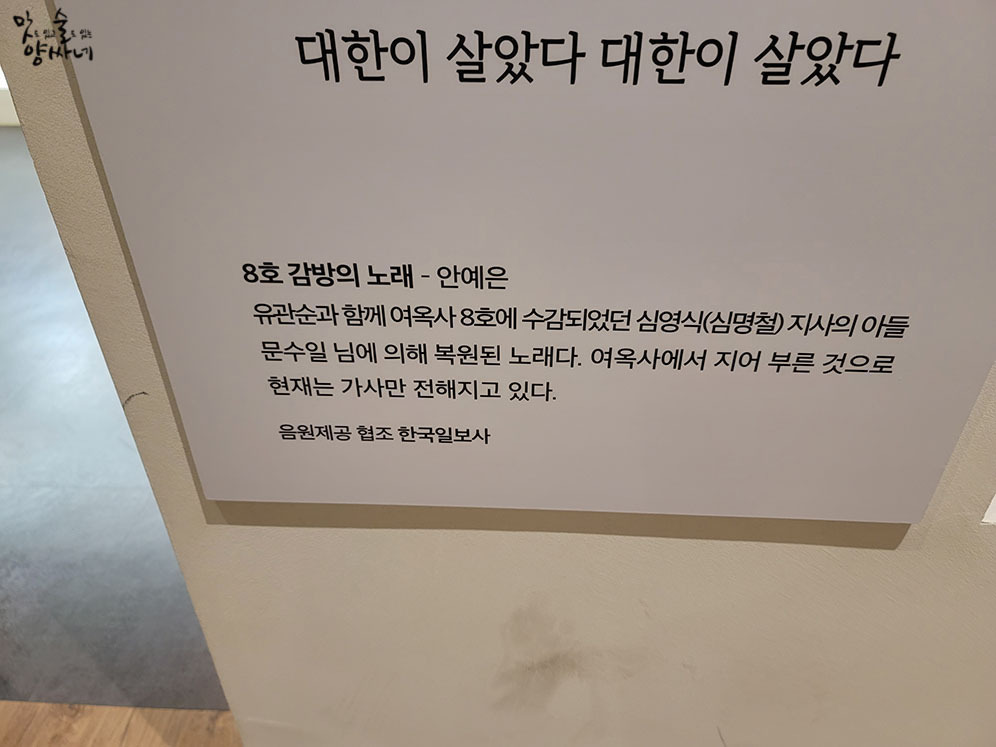 맛도 있고 술도 있는
양싸네
대한이 살았다 대한이 살았다
8호 감방의 노래 - 안예은
유관순과 함께 여옥사 8호에 수감되었던 심영식(심명철) 지사의 아들
문수일 님에 의해 복원된 노래다. 여옥사에서 지어 부른 것으로
현재는 가사만 전해지고 있다.
음원제공 협조 한국일보사